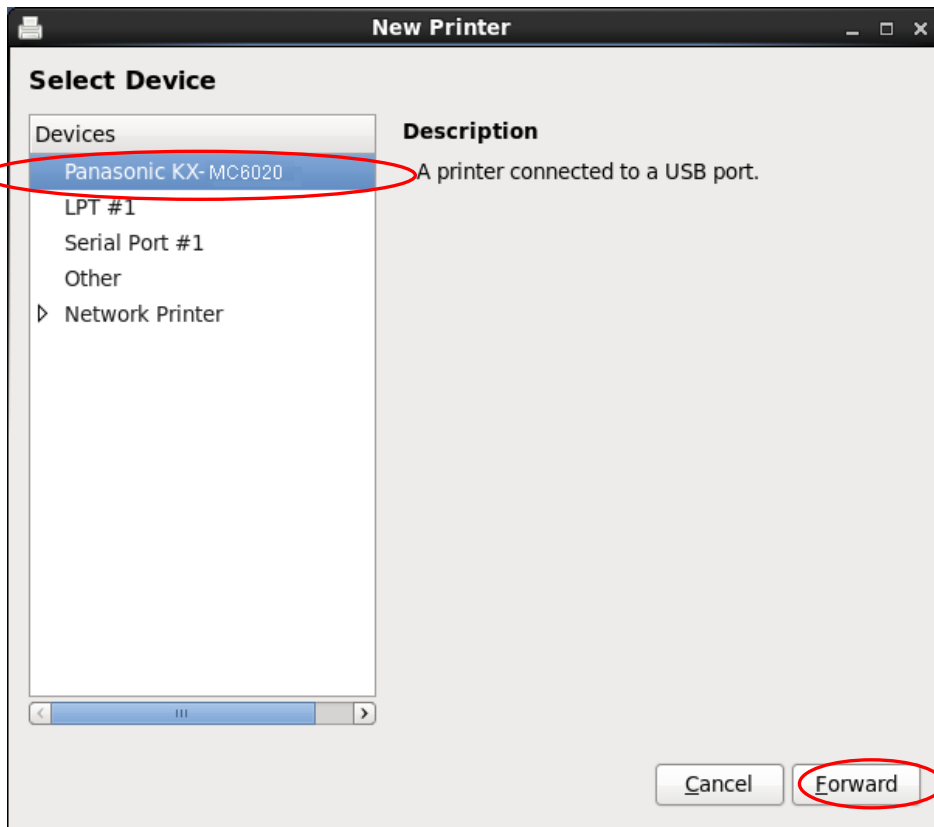 New Printer
Select Device
Devices
Panasonic KX-MC6020
LPT #1
Serial Port #1
Other
Network Printer
Description
A printer connected to a USB port.
Cancel
Forward